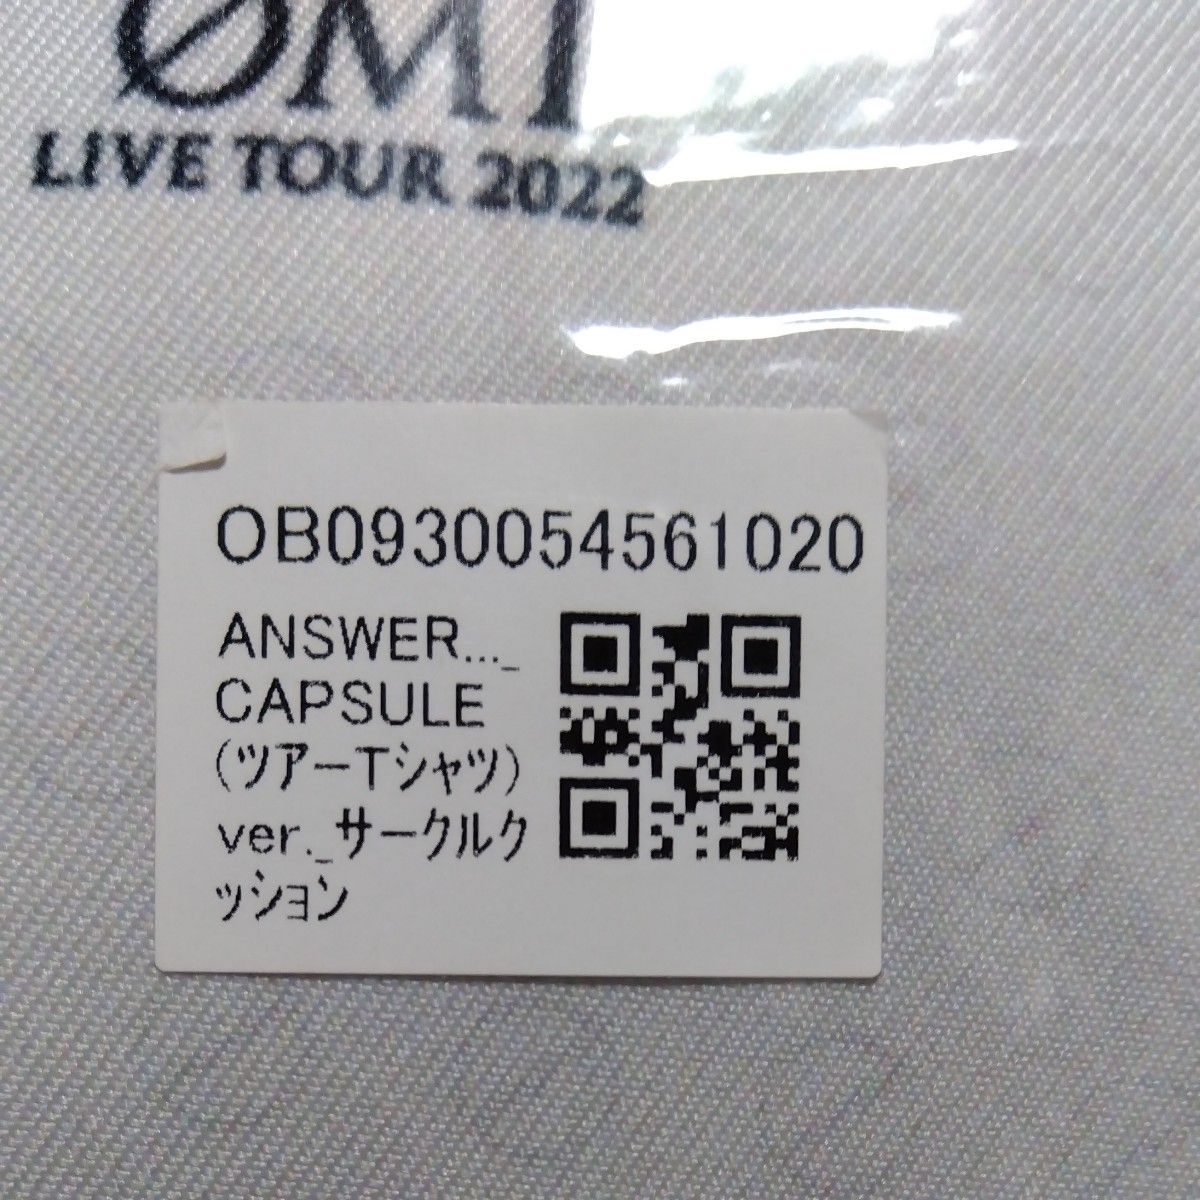 ØMI
LIVE TOUR 2022
OB0930054561020
ANSWER..._
CAPSULE
(ツアーTシャツ)
ver._サークルク
ッション